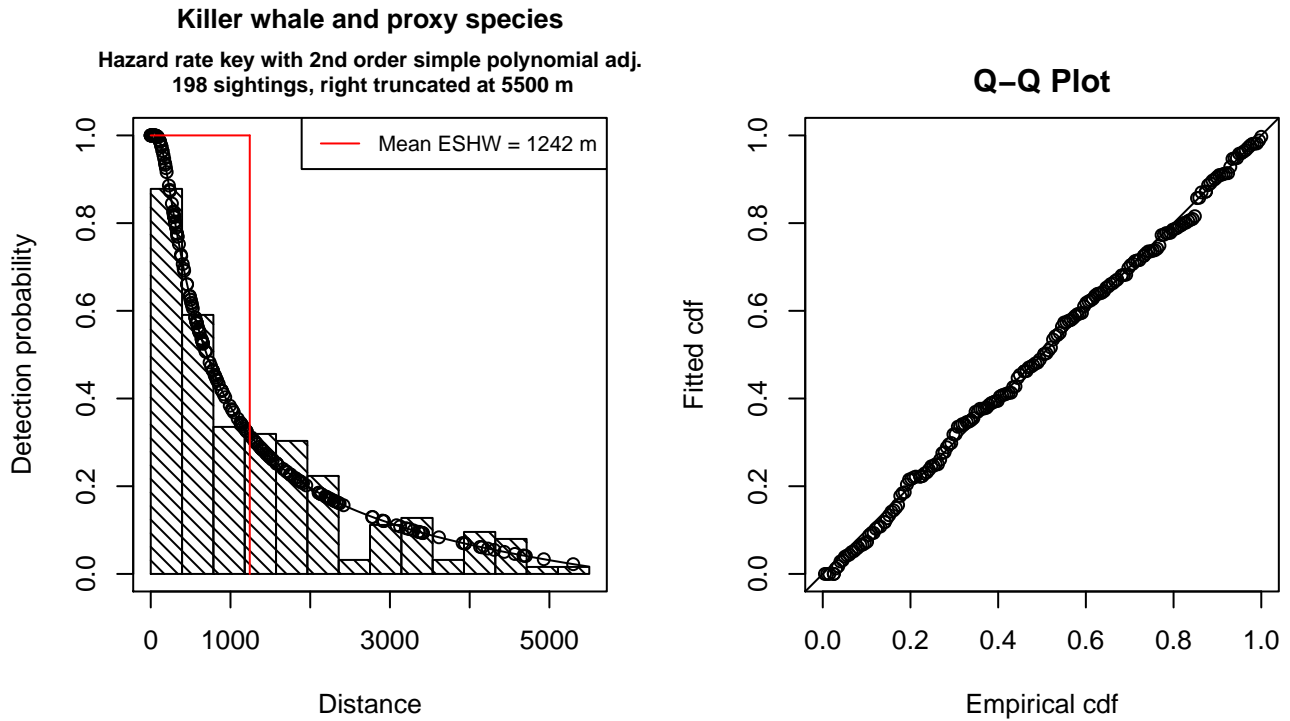 Killer whale and proxy species
Hazard rate key with 2nd order simple polynomial adj.
198 sightings, right truncated at 5500 m
Mean ESHW = 1242 m
Detection probability
0.0 0.2 0.4 0.6 0.8 1.0
0 1000 3000 5000
Distance
Q−Q Plot
Fitted cdf
0.0 0.2 0.4 0.6 0.8 1.0
0.0 0.2 0.4 0.6 0.8 1.0
Empirical cdf